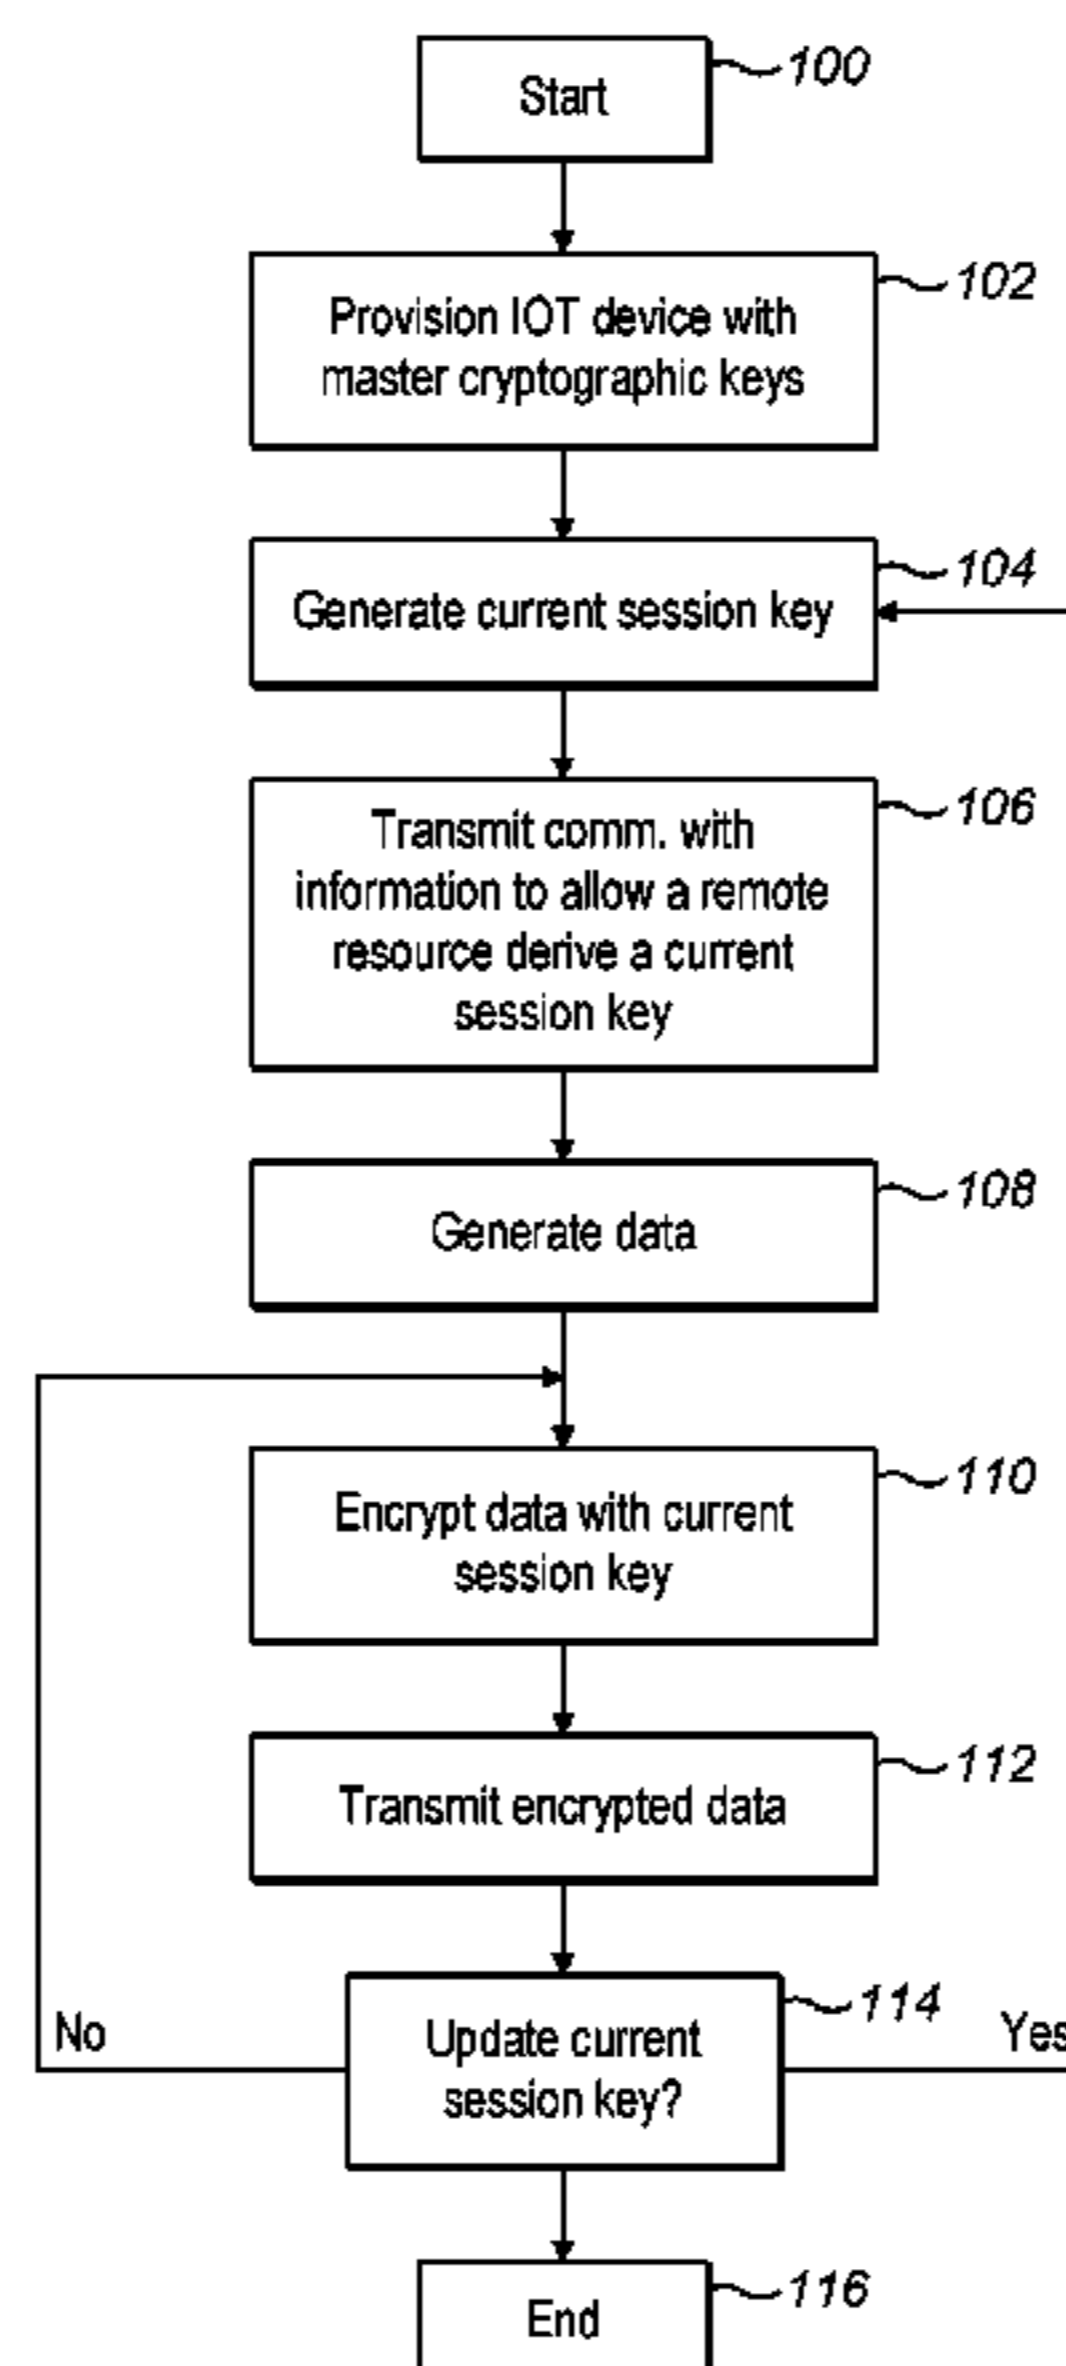 Start
100
Provision IOT device with
master cryptographic keys
102
Generate current session key
104
Transmit comm. with
information to allow a remote
resource derive a current
session key
106
Generate data
108
Encrypt data with current
session key
110
Transmit encrypted data
112
No
Update current
session key?
114
Yes
End
116